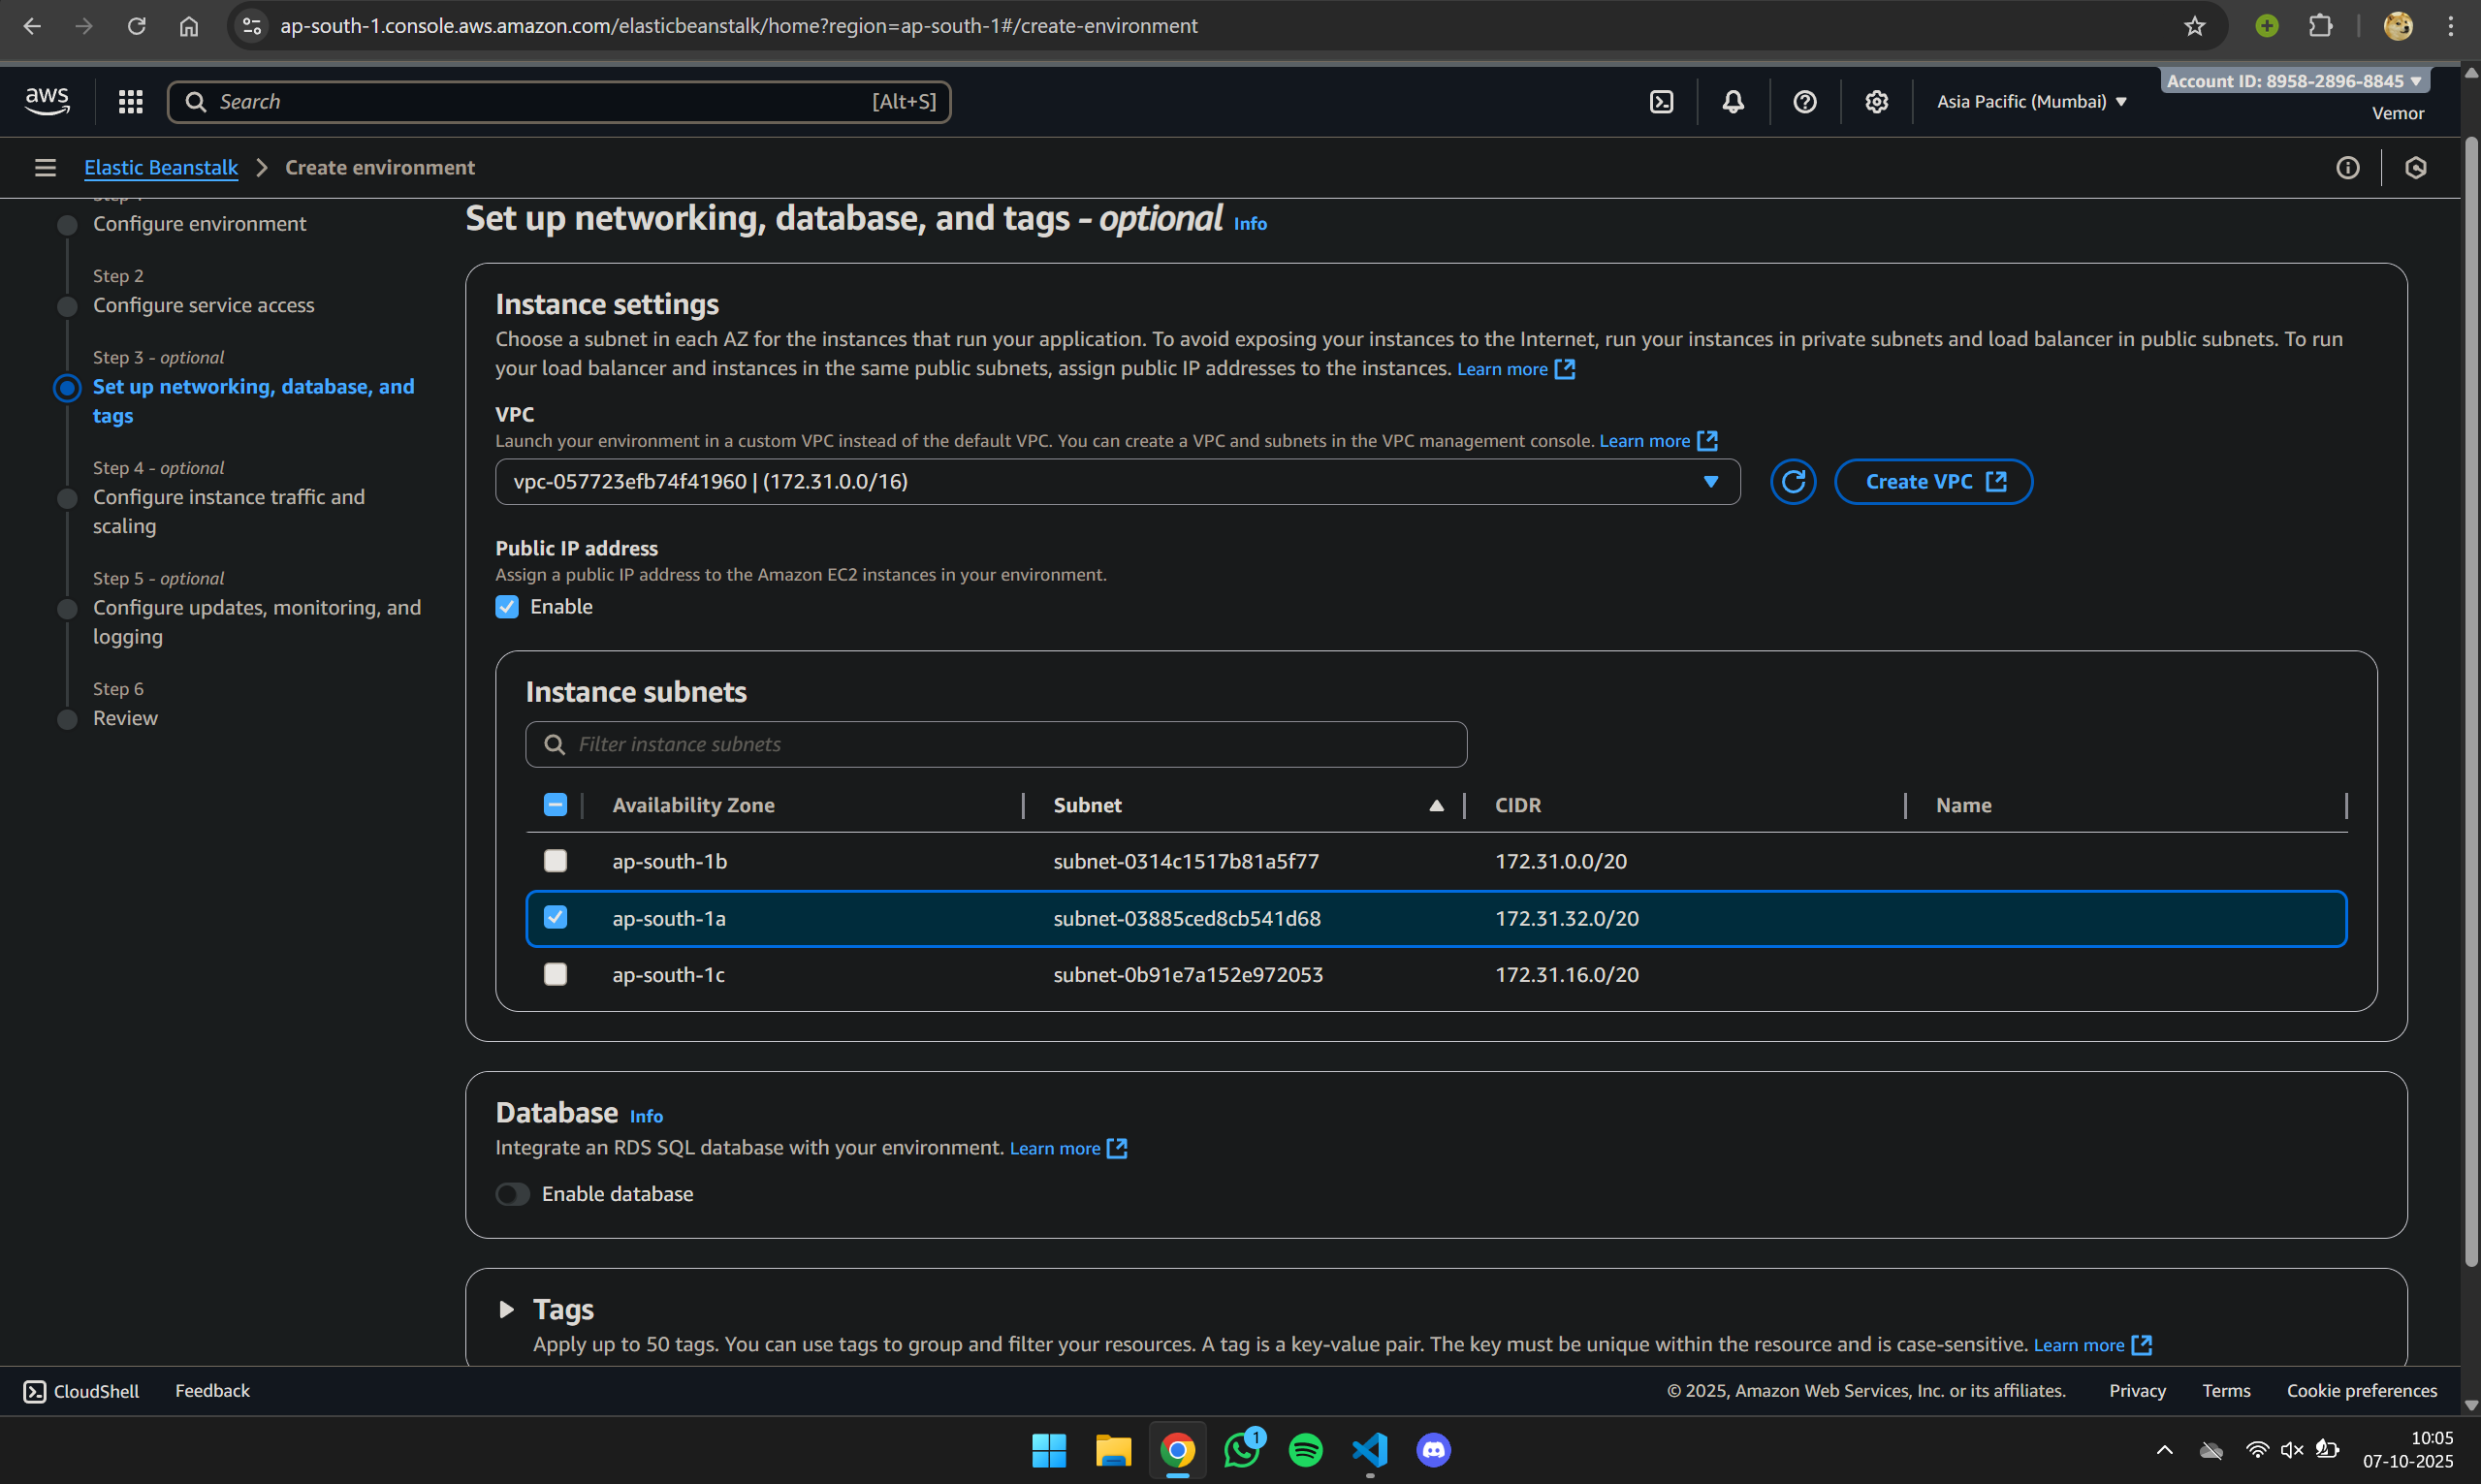 ap-south-1.console.aws.amazon.com/elasticbeanstalk/home?region=ap-south-1#/create-environment
aws
Search
[Alt+S]
Asia Pacific (Mumbai)
Account ID: 8958-2896-8845
Vemor
Elastic Beanstalk
Create environment
Configure environment
Step 2
Configure service access
Step 3 - optional
Set up networking, database, and
tags
Step 4 - optional
Configure instance traffic and
scaling
Step 5 - optional
Configure updates, monitoring, and
logging
Step 6
Review
Set up networking, database, and tags - optional Info
Instance settings
Choose a subnet in each AZ for the instances that run your application. To avoid exposing your instances to the Internet, run your instances in private subnets and load balancer in public subnets. To run
your load balancer and instances in the same public subnets, assign public IP addresses to the instances. Learn more
VPC
Launch your environment in a custom VPC instead of the default VPC. You can create a VPC and subnets in the VPC management console. Learn more
vpc-057723efb74f41960 | (172.31.0.0/16)
Create VPC
Public IP address
Assign a public IP address to the Amazon EC2 instances in your environment.
Enable
Instance subnets
Filter instance subnets
Availability Zone Subnet CIDR Name
ap-south-1b subnet-0314c1517b81a5f77 172.31.0.0/20
ap-south-1a subnet-03885ced8cb541d68 172.31.32.0/20
ap-south-1c subnet-0b91e7a152e972053 172.31.16.0/20
Database Info
Integrate an RDS SQL database with your environment. Learn more
Enable database
Tags
Apply up to 50 tags. You can use tags to group and filter your resources. A tag is a key-value pair. The key must be unique within the resource and is case-sensitive. Learn more
CloudShell
Feedback
© 2025, Amazon Web Services, Inc. or its affiliates.
Privacy
Terms
Cookie preferences
1
10:05
07-10-2025